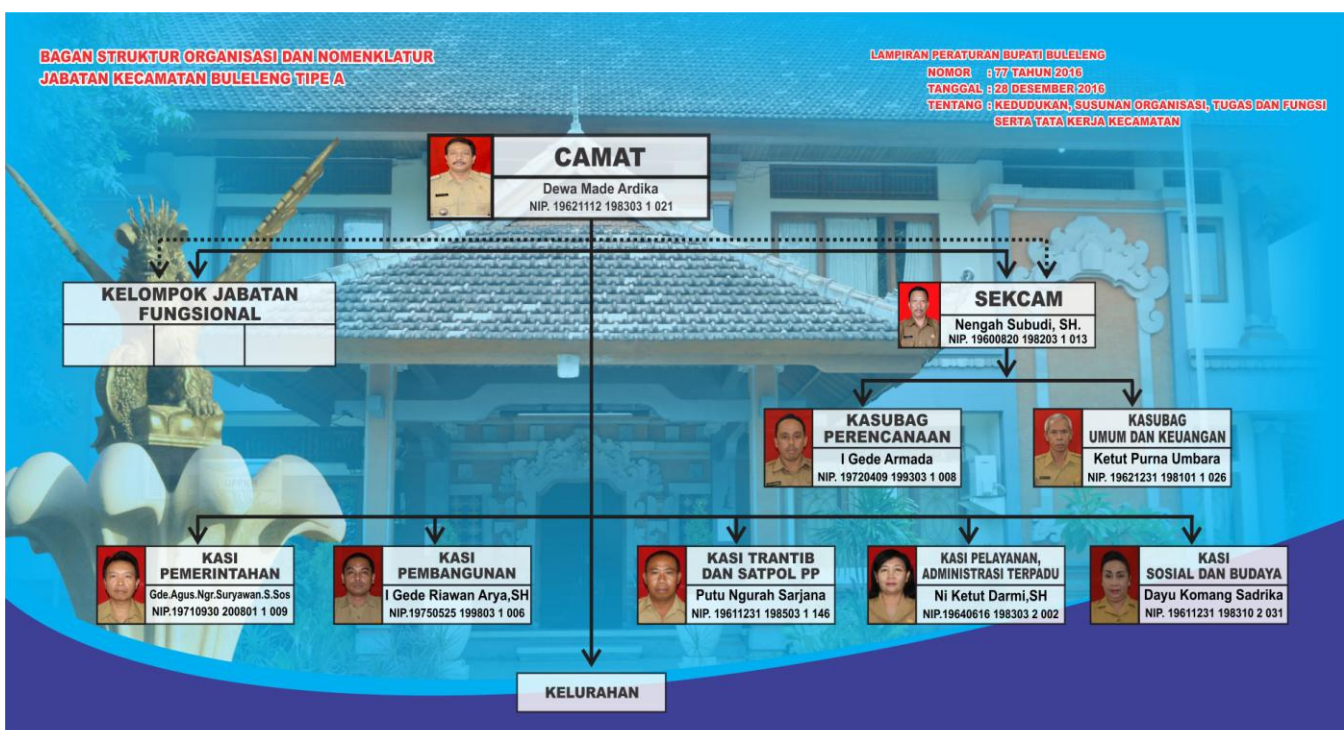 BAGAN STRUKTUR ORGANISASI DAN NOMENKLATUR
JABATAN KECAMATAN BULELENG TIPE A
LAMPIRAN PERATURAN BUPATI BULELENG
NOMOR : 77 TAHUN 2016
TANGGAL : 28 DESEMBER 2016
TENTANG : KEDUDUKAN, SUSUNAN ORGANISASI, TUGAS DAN FUNGSI
SERTA TATA KERJA KECAMATAN
CAMAT
Dewa Made Ardika
NIP. 19621112 198303 1 021
KELOMPOK JABATAN
FUNGSIONAL
SEKCAM
Nengah Subudi, SH.
NIP. 19600820 198203 1 013
KASUBAG
PERENCANAAN
I Gede Armada
NIP. 19720409 199303 1 008
KASUBAG
UMUM DAN KEUANGAN
Ketut Purna Umbara
NIP. 19621231 198101 1 026
KASI
PEMERINTAHAN
Gde.Agus.Ngr.Suryawan.S.Sos
NIP.19710930 200801 1 009
KASI
PEMBANGUNAN
I Gede Riawan Arya,SH
NIP.19750525 199803 1 006
KASI TRANTIB
DAN SATPOL PP
Putu Ngurah Sarjana
NIP. 19611231 198503 1 146
KASI PELAYANAN,
ADMINISTRASI TERPADU
Ni Ketut Darmi,SH
NIP.19640616 198303 2 002
KASI
SOSIAL DAN BUDAYA
Dayu Komang Sadrika
NIP. 19611231 198310 2 031
KELURAHAN